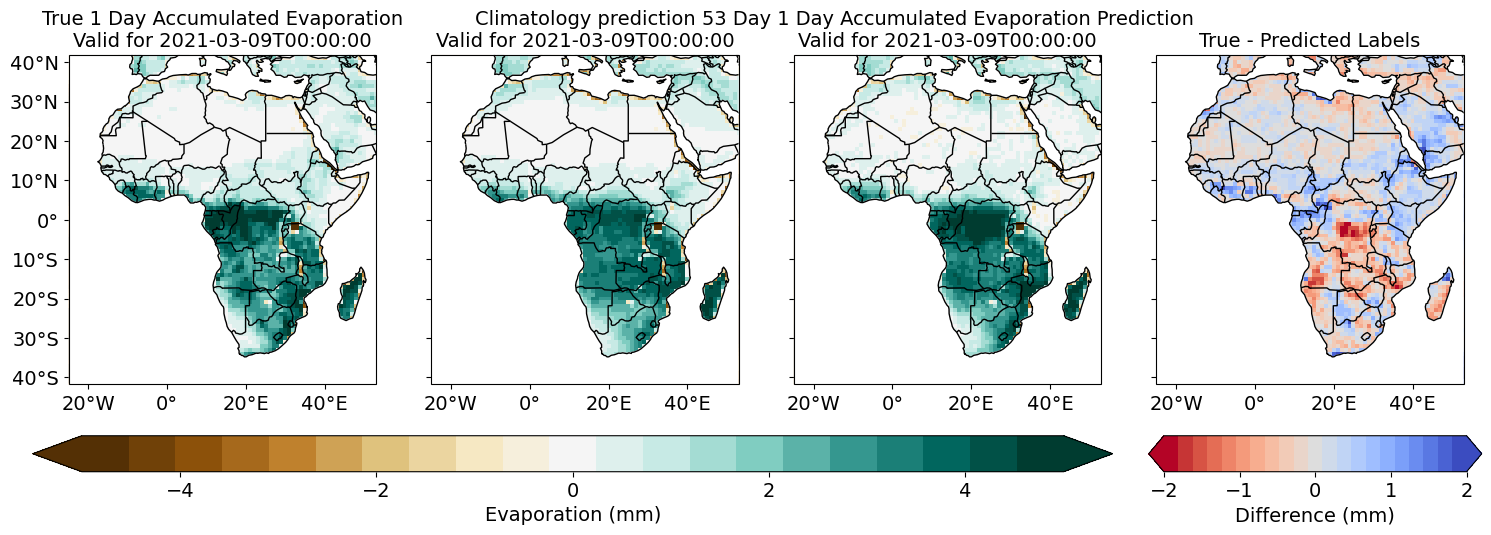 True 1 Day Accumulated Evaporation
Valid for 2021-03-09T00:00:00
Climatology prediction 53 Day 1 Day Accumulated Evaporation Prediction
Valid for 2021-03-09T00:00:00
Valid for 2021-03-09T00:00:00
True - Predicted Labels
40°N
30°N
20°N
10°N
0°
10°S
20°S
30°S
40°S
20°W 0° 20°E 40°E
20°W 0° 20°E 40°E
20°W 0° 20°E 40°E
20°W 0° 20°E 40°E
−4 −2 0 2 4
Evaporation (mm)
−2 −1 0 1 2
Difference (mm)